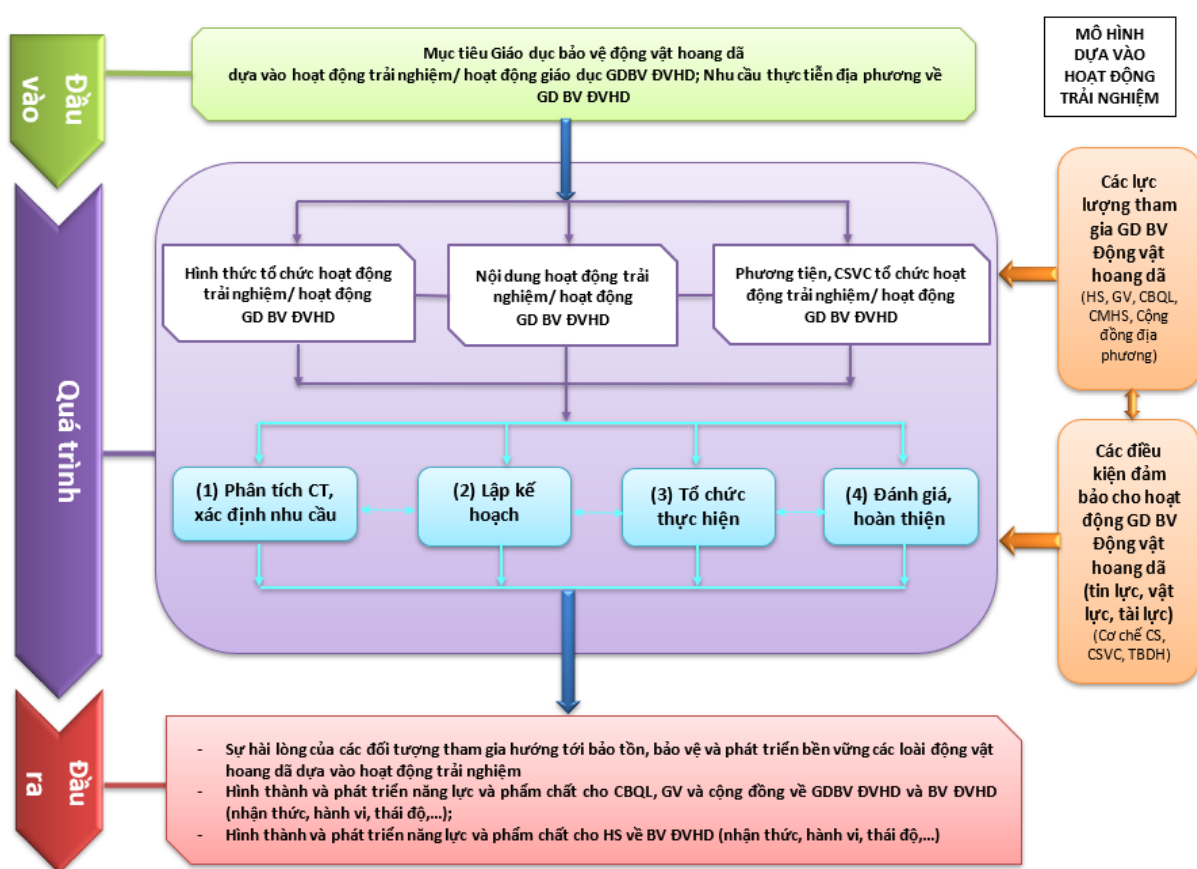 Đầu
vào
Mục tiêu Giáo dục bảo vệ động vật hoang dã
dựa vào hoạt động trải nghiệm/ hoạt động giáo dục GDBV ĐVHD; Nhu cầu thực tiễn địa phương về
GD BV ĐVHD
MÔ HÌNH
DỰA VÀO
HOẠT ĐỘNG
TRẢI NGHIỆM
Quá trình
Hình thức tổ chức hoạt động
trải nghiệm/ hoạt động
GD BV ĐVHD
Nội dung hoạt động trải
nghiệm/ hoạt động
GD BV ĐVHD
Phương tiện, CSVC tổ chức hoạt
động trải nghiệm/ hoạt động
GD BV ĐVHD
Các lực
lượng tham
gia GD BV
Động vật
hoang dã
(HS, GV, CBQL,
CMHS, Cộng
đồng địa
phương)
(1) Phân tích CT,
xác định nhu cầu
(2) Lập kế
hoạch
(3) Tổ chức
thực hiện
(4) Đánh giá,
hoàn thiện
Các điều
kiện đảm
bảo cho hoạt
động GD BV
Động vật
hoang dã
(tin lực, vật
lực, tài lực)
(Cơ chế CS,
CSVC, TBDH)
Đầu
ra
- Sự hài lòng của các đối tượng tham gia hướng tới bảo tồn, bảo vệ và phát triển bền vững các loài động vật
hoang dã dựa vào hoạt động trải nghiệm
- Hình thành và phát triển năng lực và phẩm chất cho CBQL, GV và cộng đồng về GDBV ĐVHD và BV ĐVHD
(nhận thức, hành vi, thái độ,...);
- Hình thành và phát triển năng lực và phẩm chất cho HS về BV ĐVHD (nhận thức, hành vi, thái độ,...)